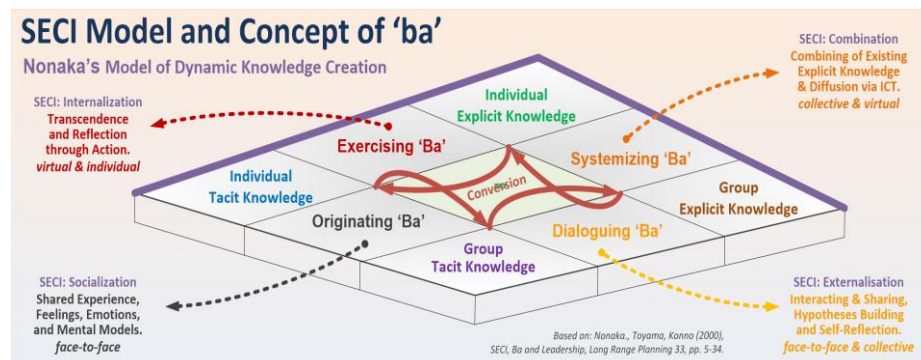 SECI Model and Concept of ‘ba’
Nonaka’s Model of Dynamic Knowledge Creation
SECI: Internalization
Transcendence
and Reflection
through Action.
virtual & individual
SECI: Combination
Combining of Existing
Explicit Knowledge
& Diffusion via ICT.
collective & virtual
Individual
Explicit Knowledge
Exercising ‘Ba’
Systemizing ‘Ba’
Individual
Tacit Knowledge
Conversion
Group
Explicit Knowledge
Originating ‘Ba’
Dialoguing ‘Ba’
Group
Tacit Knowledge
SECI: Socialization
Shared Experience,
Feelings, Emotions,
and Mental Models.
face-to-face
SECI: Externalisation
Interacting & Sharing,
Hypotheses Building
and Self-Reflection.
face-to-face & collective
Based on: Nonaka., Toyama, Konno (2000),
SECI, Ba and Leadership, Long Range Planning 33, pp. 5-34.